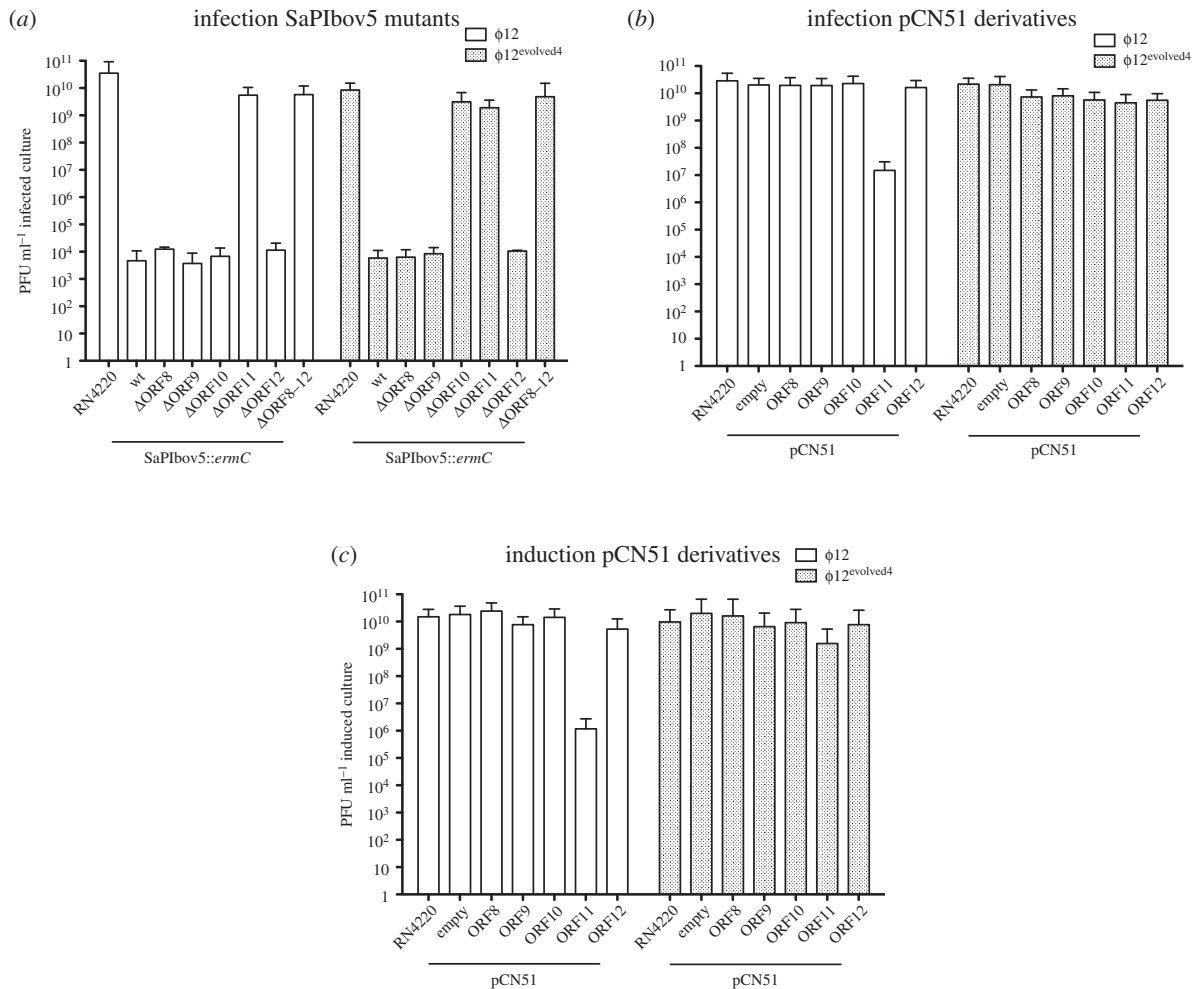 (a) infection SaPIbov5 mutants
ϕ12
ϕ12evolved4
PFU ml−1 infected culture
10¹¹
10¹⁰
10⁹
10⁸
10⁷
10⁶
10⁵
10⁴
10³
10²
10
1
RN4220 wt ΔORF8 ΔORF9 ΔORF10 ΔORF11 ΔORF12 ΔORF8–12 RN4220 wt ΔORF8 ΔORF9 ΔORF10 ΔORF11 ΔORF12 ΔORF8–12
SaPIbov5::ermC SaPIbov5::ermC
(b) infection pCN51 derivatives
ϕ12
ϕ12evolved4
PFU ml−1 infected culture
10¹¹
10¹⁰
10⁹
10⁸
10⁷
10⁶
10⁵
10⁴
10³
10²
10
1
RN4220 empty ORF8 ORF9 ORF10 ORF11 ORF12 RN4220 empty ORF8 ORF9 ORF10 ORF11 ORF12
pCN51 pCN51
(c) induction pCN51 derivatives
ϕ12
ϕ12evolved4
PFU ml−1 induced culture
10¹¹
10¹⁰
10⁹
10⁸
10⁷
10⁶
10⁵
10⁴
10³
10²
10
1
RN4220 empty ORF8 ORF9 ORF10 ORF11 ORF12 RN4220 empty ORF8 ORF9 ORF10 ORF11 ORF12
pCN51 pCN51